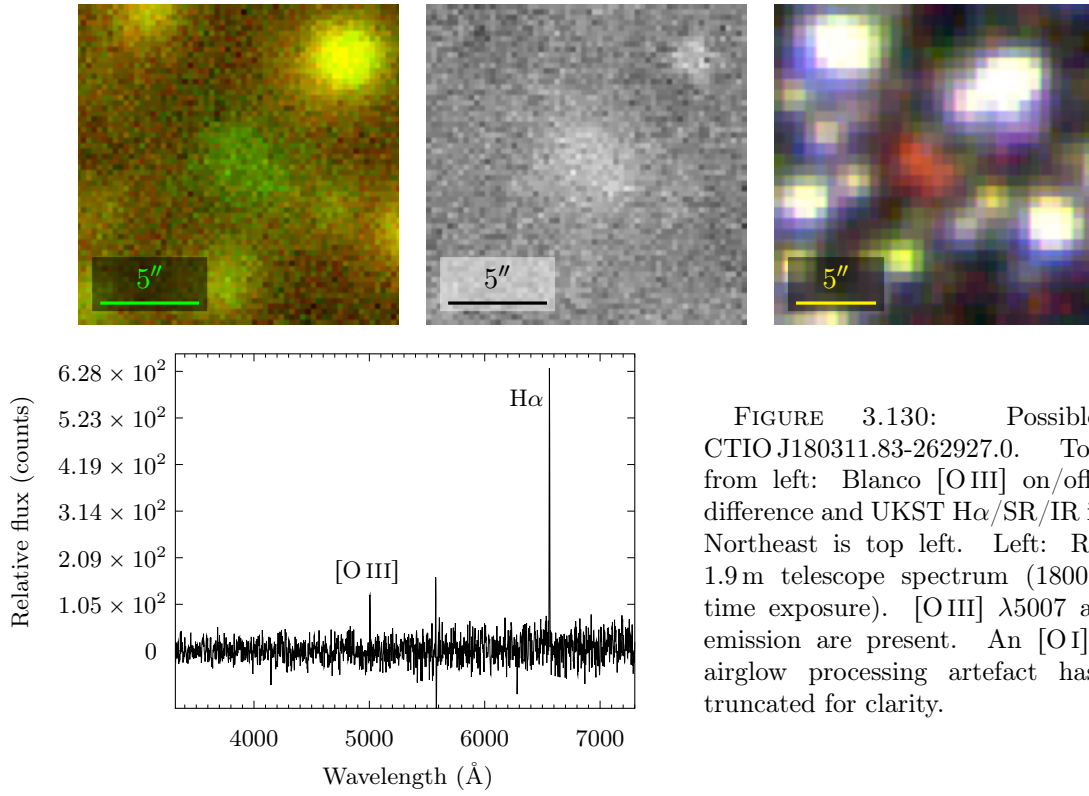 5″
5″
5″
6.28 × 10²
5.23 × 10²
4.19 × 10²
3.14 × 10²
2.09 × 10²
1.05 × 10²
0
Relative flux (counts)
Hα
[O III]
4000 5000 6000 7000
Wavelength (Å)
FIGURE 3.130: Possible
CTIO J180311.83-262927.0.
from left: Blanco [O III] on/off
difference and UKST Hα/SR/IR
Northeast is top left. Left:
1.9 m telescope spectrum (1800
time exposure). [O III] λ5007
emission are present. An [O I]
airglow processing artefact has
truncated for clarity.